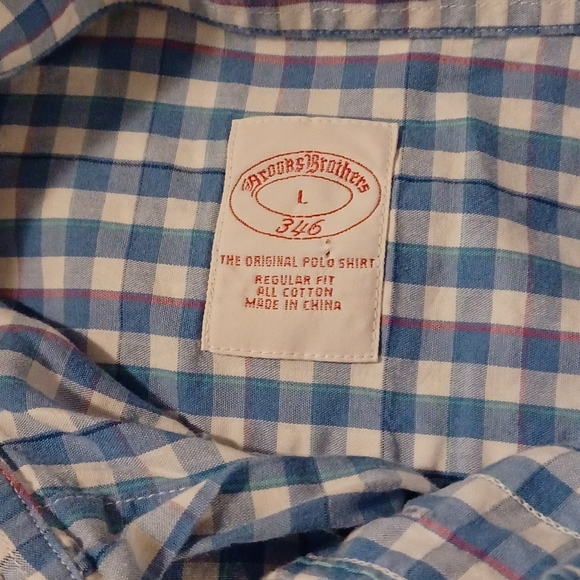 Brooks Brothers
L
346
THE ORIGINAL POLO SHIRT
REGULAR FIT
ALL COTTON
MADE IN CHINA